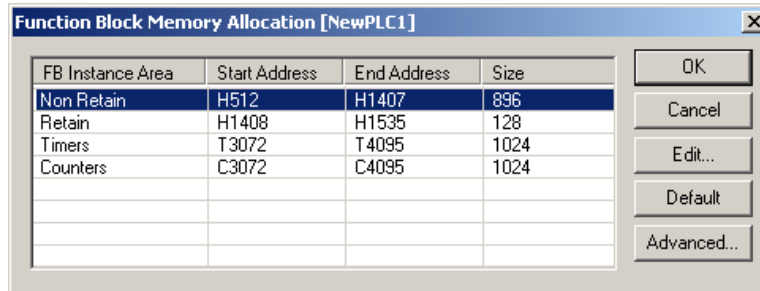 Function Block Memory Allocation [NewPLC1]
FB Instance Area Start Address End Address Size
Non Retain H512 H1407 896
Retain H1408 H1535 128
Timers T3072 T4095 1024
Counters C3072 C4095 1024
OK
Cancel
Edit...
Default
Advanced...